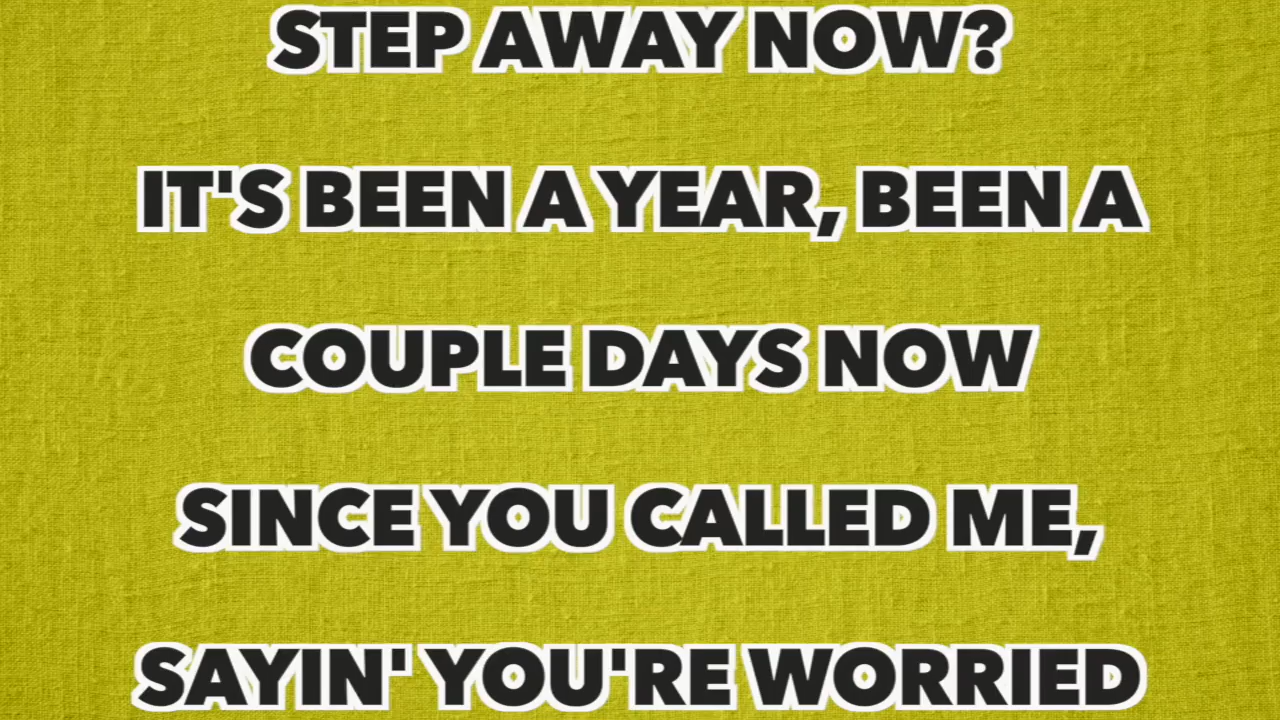 STEP AWAY NOW?
IT'S BEEN A YEAR, BEEN A
COUPLE DAYS NOW
SINCE YOU CALLED ME,
SAYIN' YOU'RE WORRIED